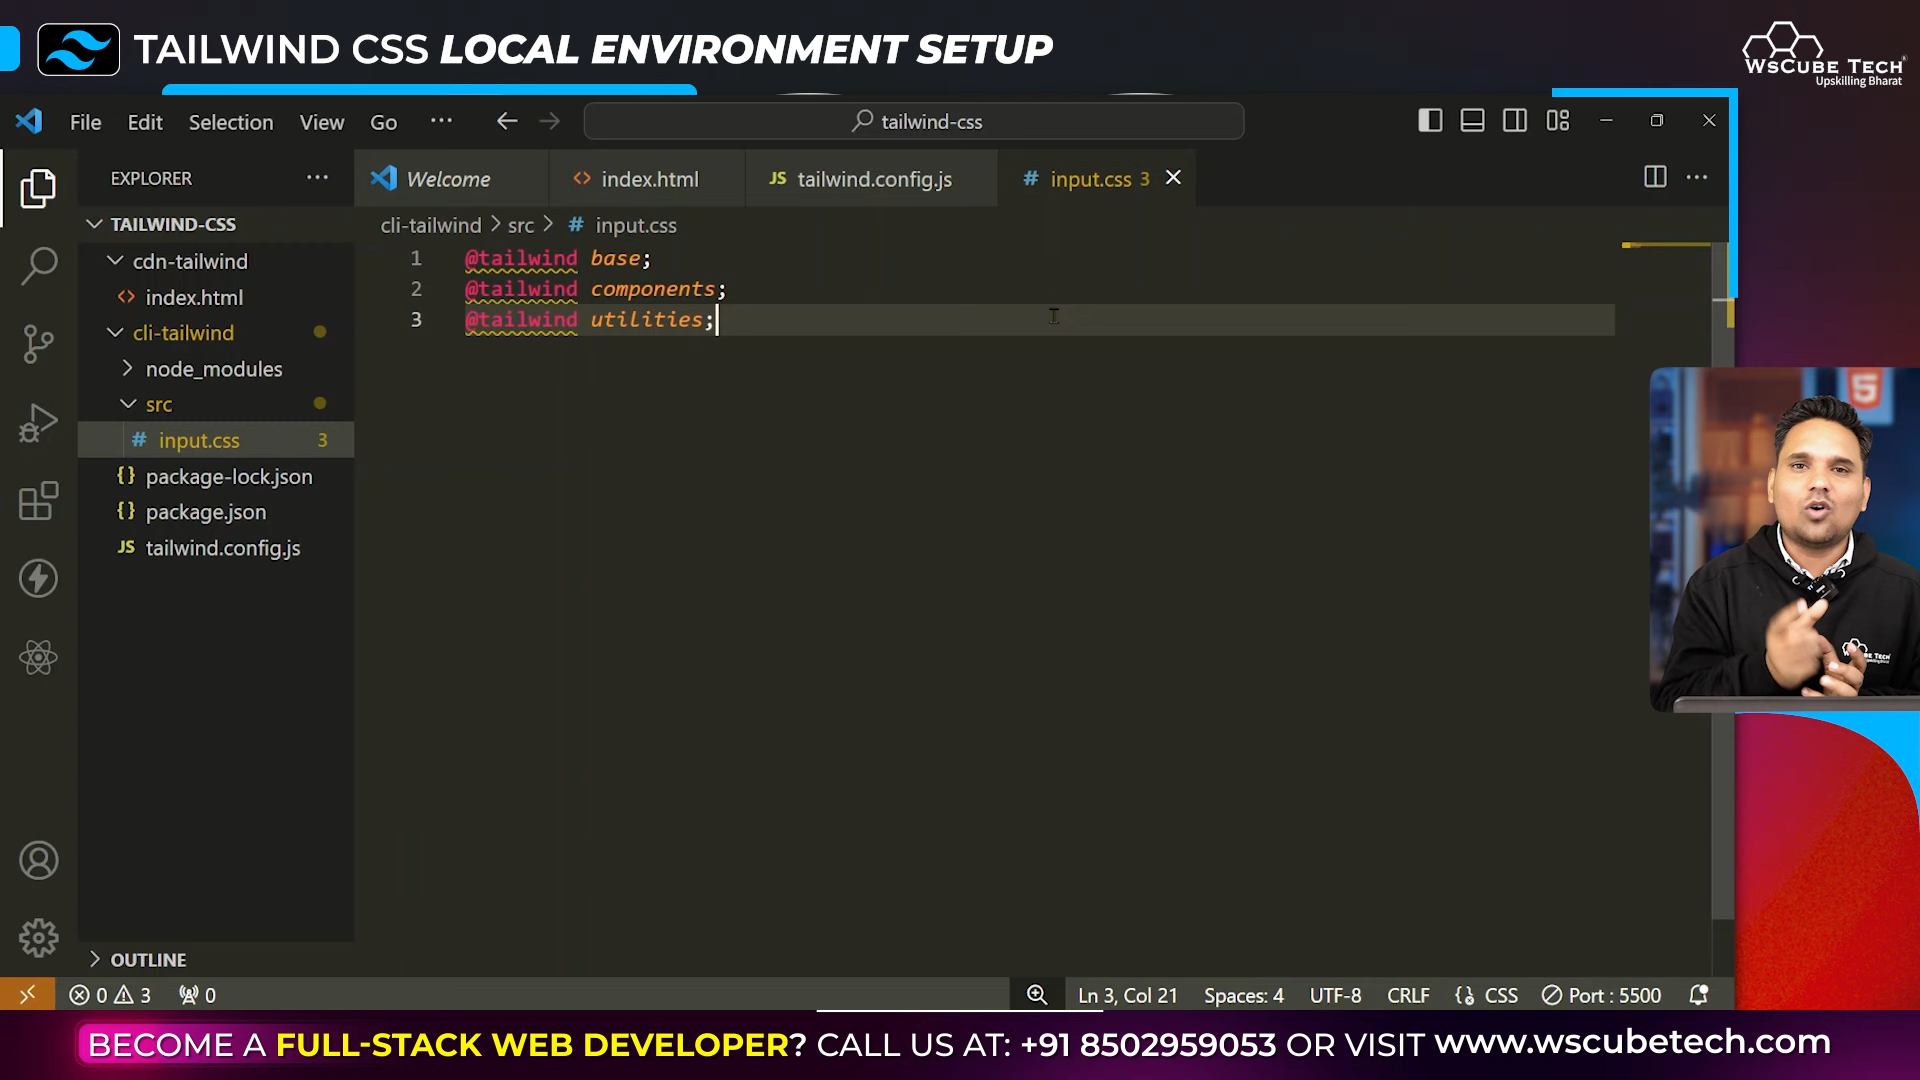 TAILWIND CSS LOCAL ENVIRONMENT SETUP
WsCube Tech
Upskilling Bharat
File Edit Selection View Go ··· tailwind-css
EXPLORER ···
Welcome
<> index.html
JS tailwind.config.js
# input.css 3
TAILWIND-CSS
cli-tailwind > src > # input.css
cdn-tailwind
<> index.html
cli-tailwind
node_modules
src
# input.css 3
{} package-lock.json
{} package.json
JS tailwind.config.js
1 @tailwind base;
2 @tailwind components;
3 @tailwind utilities;
5
OUTLINE
0 3 0
Ln 3, Col 21 Spaces: 4 UTF-8 CRLF {} CSS Port : 5500
BECOME A FULL-STACK WEB DEVELOPER? CALL US AT: +91 8502959053 OR VISIT www.wscubetech.com